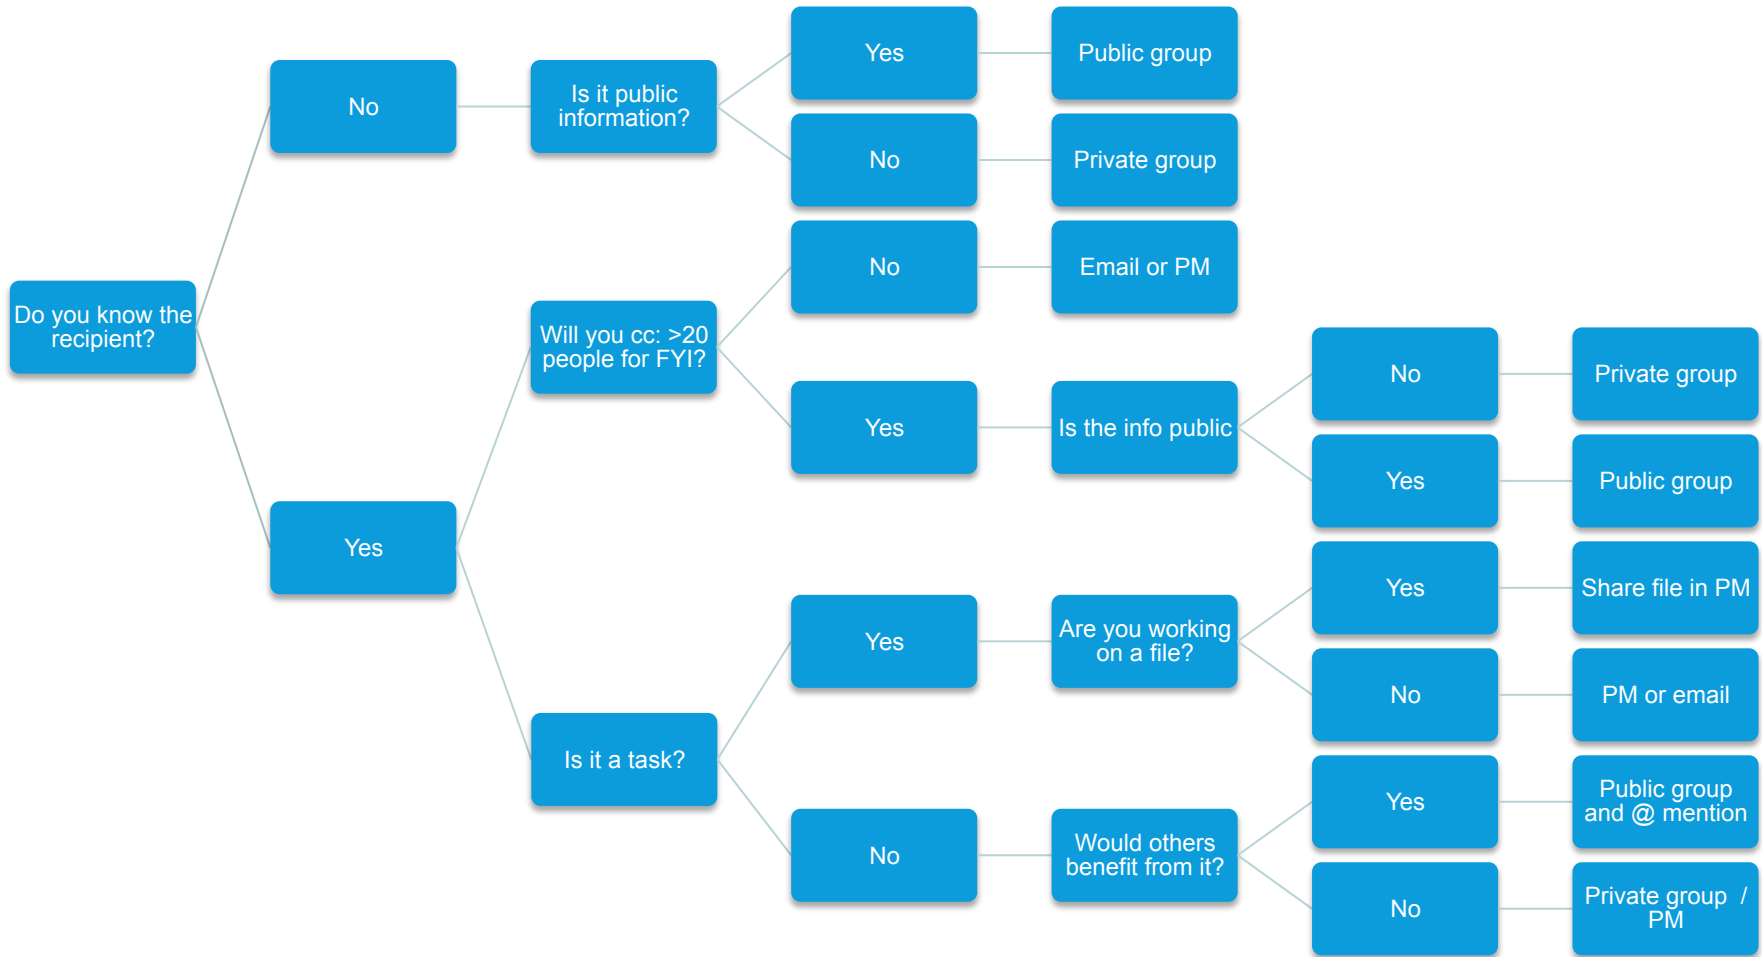 Do you know the
recipient?
No
Is it public
information?
Yes
Public group
No
Private group
Yes
Will you cc: >20
people for FYI?
No
Email or PM
Yes
Is the info public
No
Private group
Yes
Public group
Is it a task?
Yes
Are you working
on a file?
Yes
Share file in PM
No
PM or email
No
Would others
benefit from it?
Yes
Public group
and @ mention
No
Private group /
PM